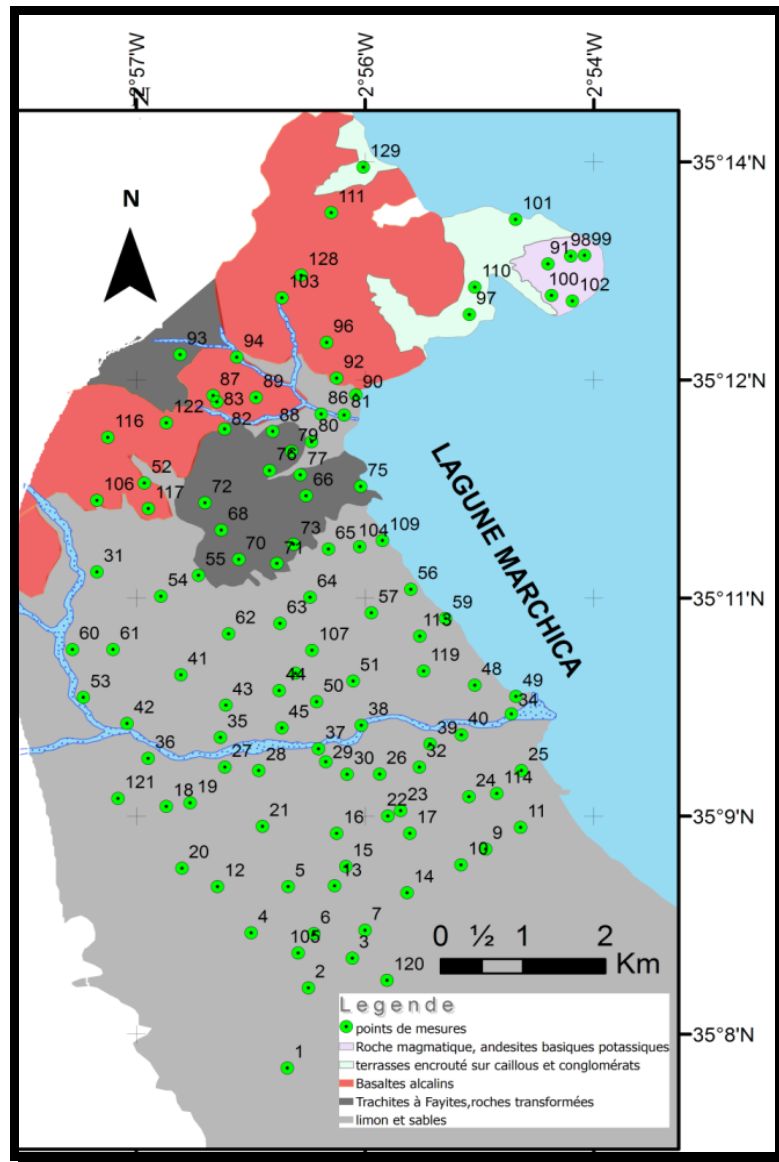 2°57'W 2°56'W 2°54'W
N
129
35°14'N
111
101
N
91 98 99
128
103 110 100 102
97
96
93 94
92
35°12'N
87 89 90
83 86 81
122 82 88 80
116 79
76 77
52 75
66
106 117 72
68
LAGUNE MARCHICA
73 65 104 109
31 55 70 71
54 56
35°11'N
64 57 59
62 63
113
60 61 107
119
41 51 48
44
53 43 50 49
34
42 45 38
35 37 39 40
36 27 28 29 30 26 32
25
121 18 19 24 114
22 23
35°9'N
21 16 17 11
9
15 10
20 12 5 13 14
4 6 7
0 ½ 1 2
Km
105 3
2 120
Legende
points de mesures
Roche magmatique, andesites basiques potassiques
35°8'N
terrasses encrouté sur caillous et conglomérats
1
Basaltes alcalins
Trachites à Fayites,roches transformées
limon et sables